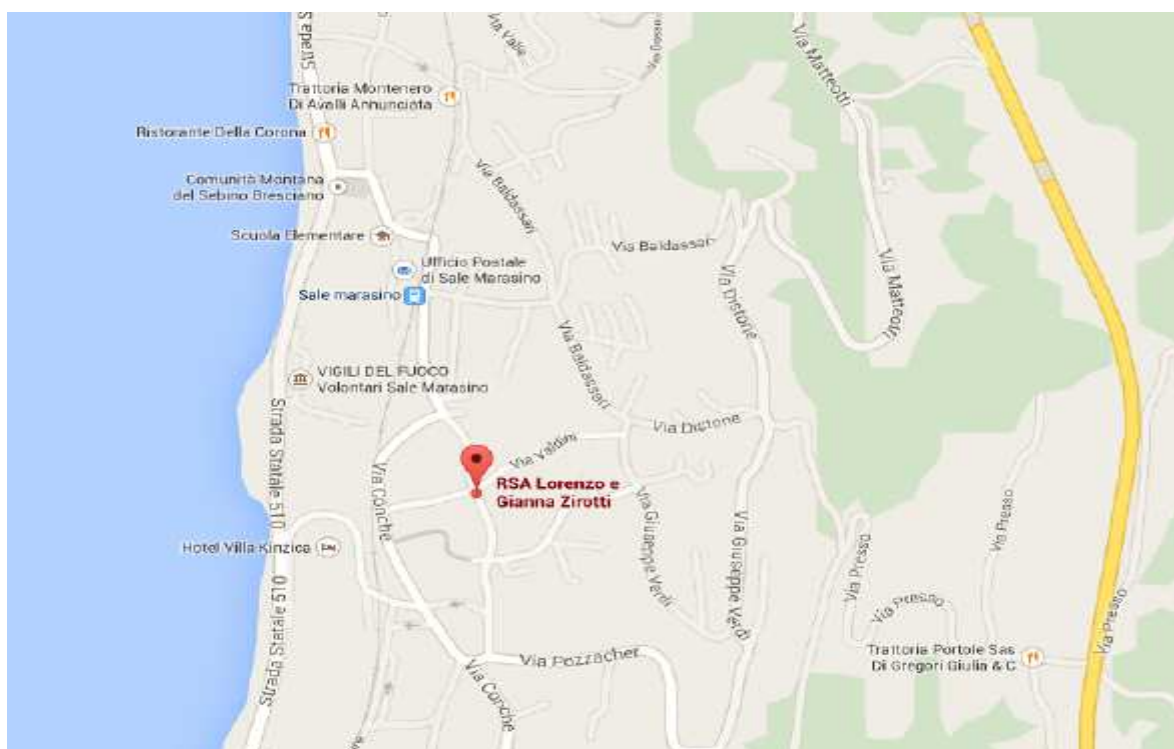 Strada S
Via Valle
Via Dosso
Via Matteotti
Trattoria Montenero
Di Avalli Annunciata
Ristorante Della Corona
Comunità Montana
del Sebino Bresciano
Via Baldassari
Scuola Elementare
Via Baldassari
Via Matteotti
Ufficio Postale
di Sale Marasino
Sale marasino
Via Distone
Via Baldassari
VIGILI DEL FUOCO
Volontari Sale Marasino
Strada Statale 510
Via Distone
Via Valdini
Via Conche
RSA Lorenzo e
Gianna Zirotti
Via Giuseppe Verdi
Via Giuseppe Verdi
Via Presso
Via Presso
Hotel Villa Kinzica
Strada Statale 510
Via Presso
Via Presso
Via Pozzacher
Trattoria Portole Sas
Di Gregori Giulia & C
Via Conche